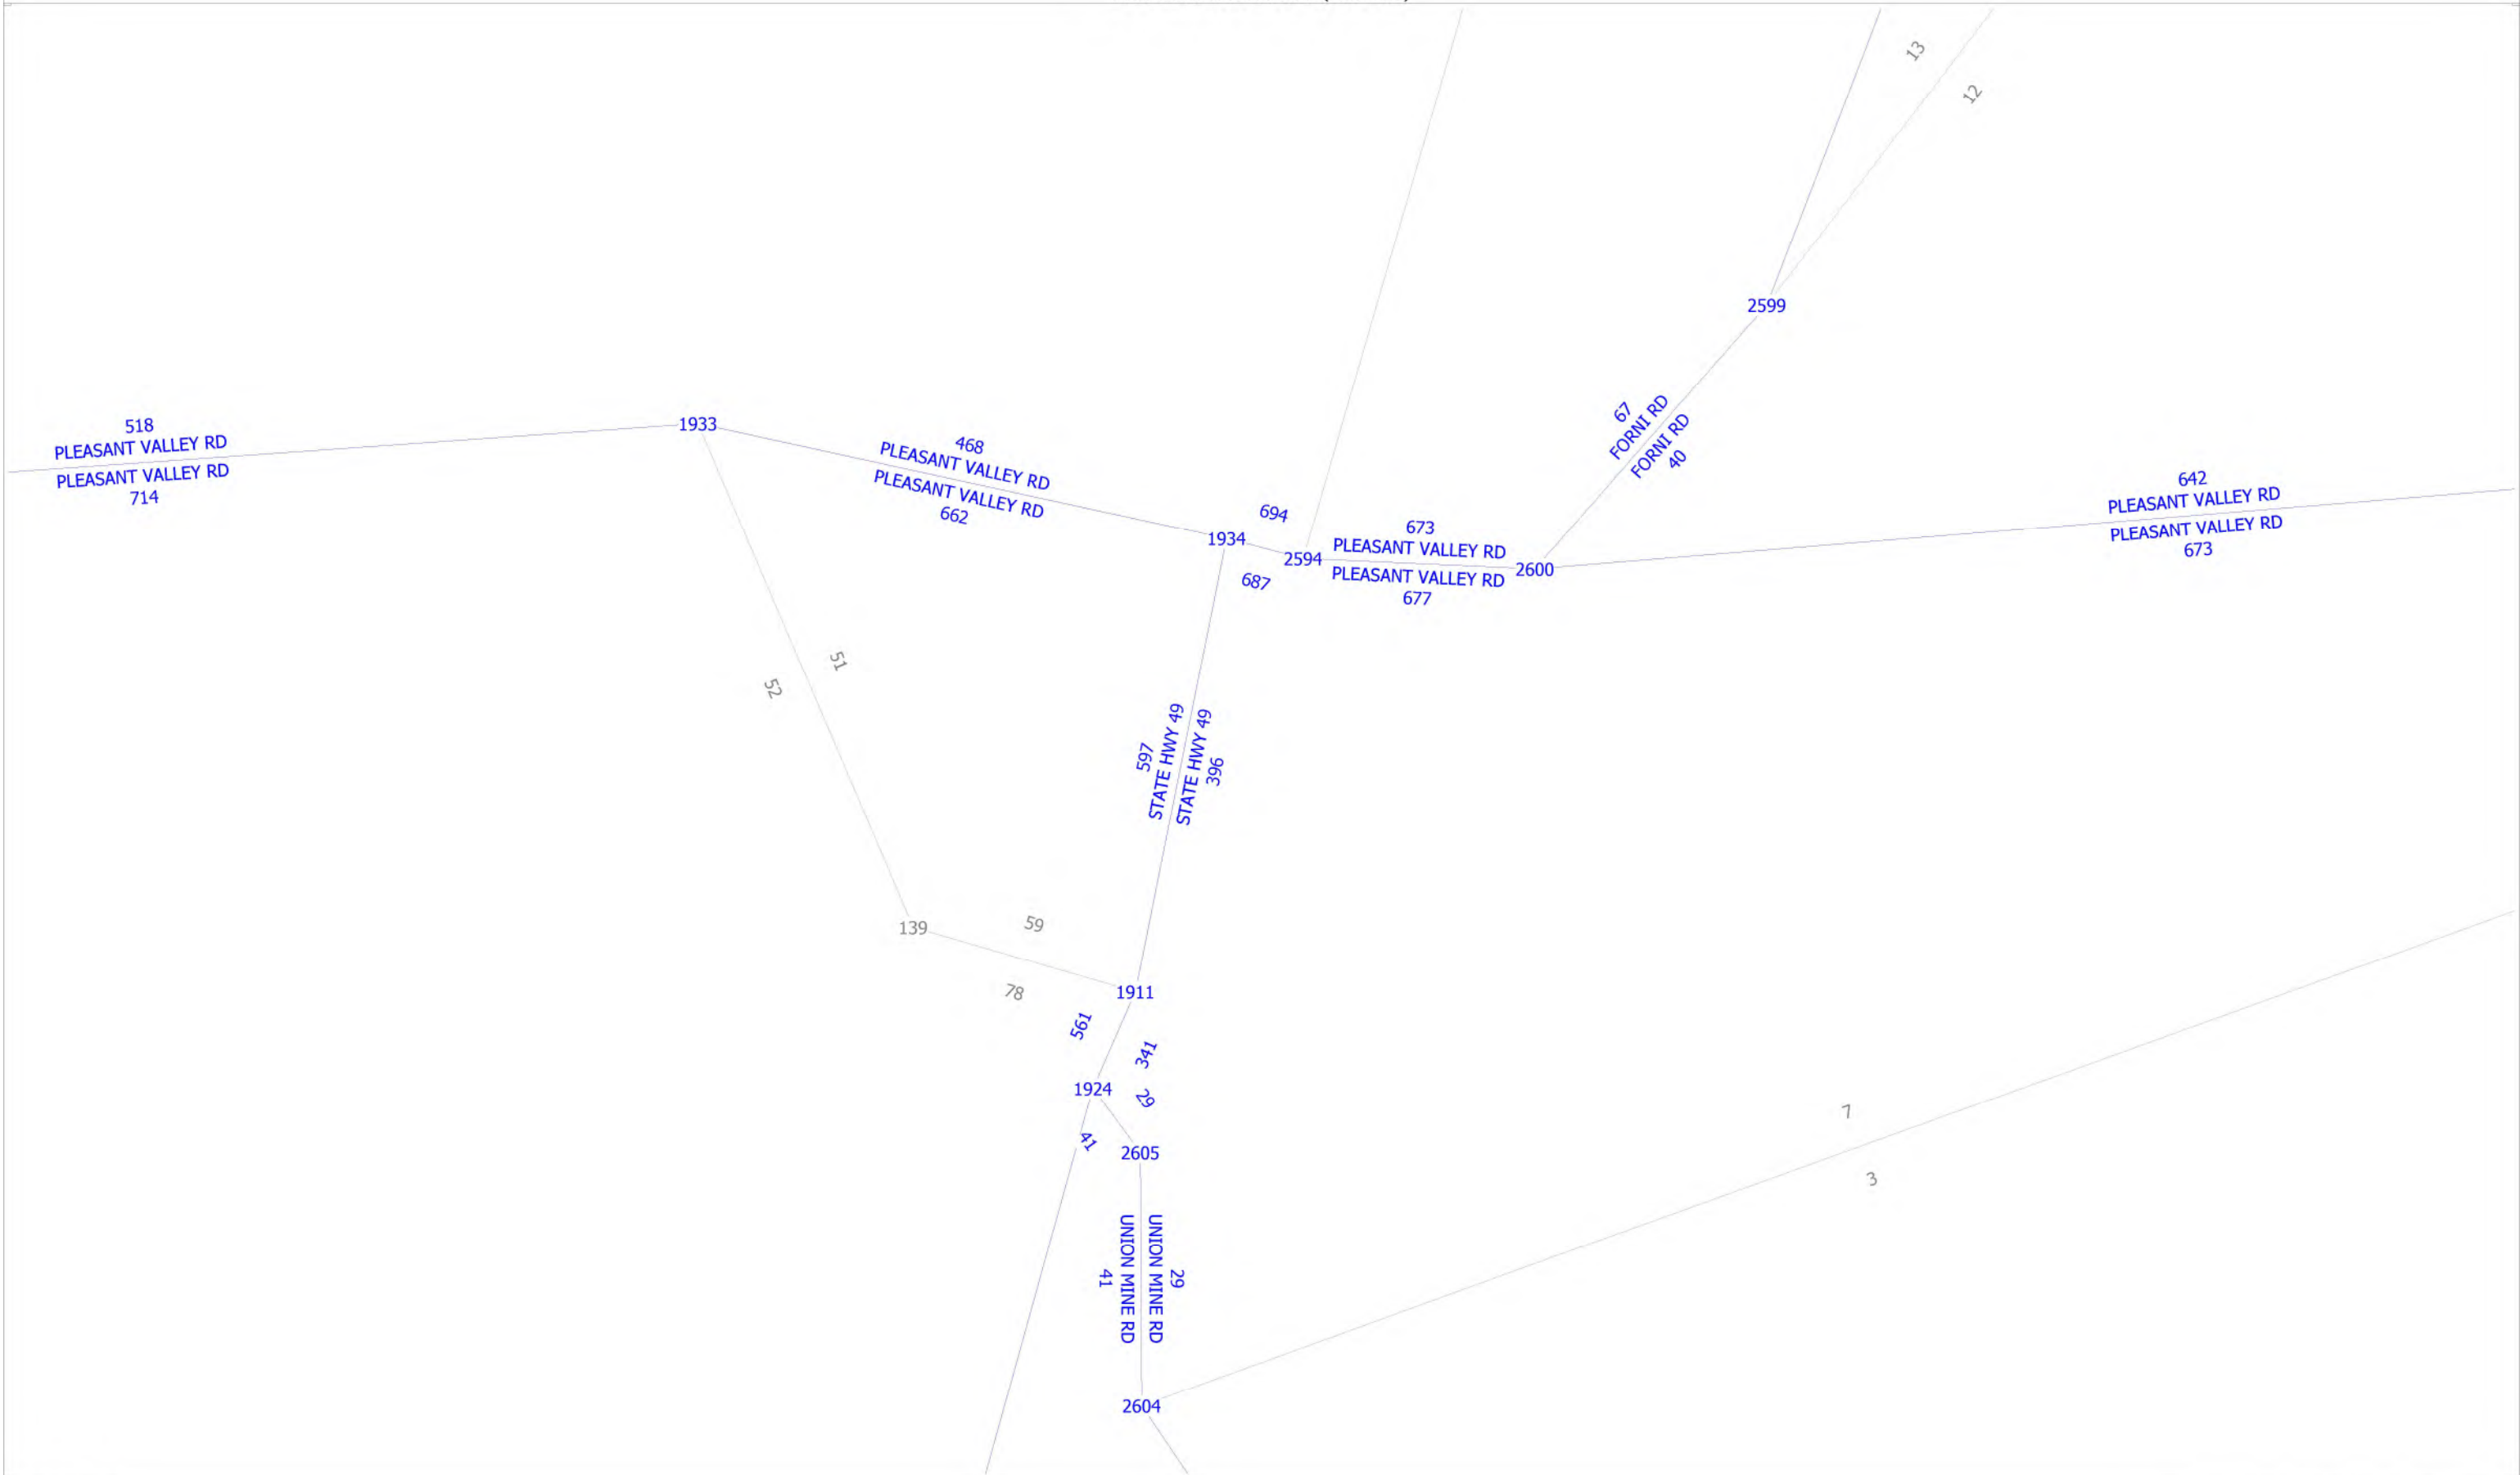 13
12
2599
67
FORNI RD
FORNI RD
40
518
PLEASANT VALLEY RD
PLEASANT VALLEY RD
714
1933
468
PLEASANT VALLEY RD
PLEASANT VALLEY RD
662
694
1934
687
2594
673
PLEASANT VALLEY RD
PLEASANT VALLEY RD
677
2600
642
PLEASANT VALLEY RD
PLEASANT VALLEY RD
673
51
52
597
STATE HWY 49
STATE HWY 49
396
139
59
78
1911
561
341
1924
29
41
2605
UNION MINE RD
41
29
UNION MINE RD
2604
7
3